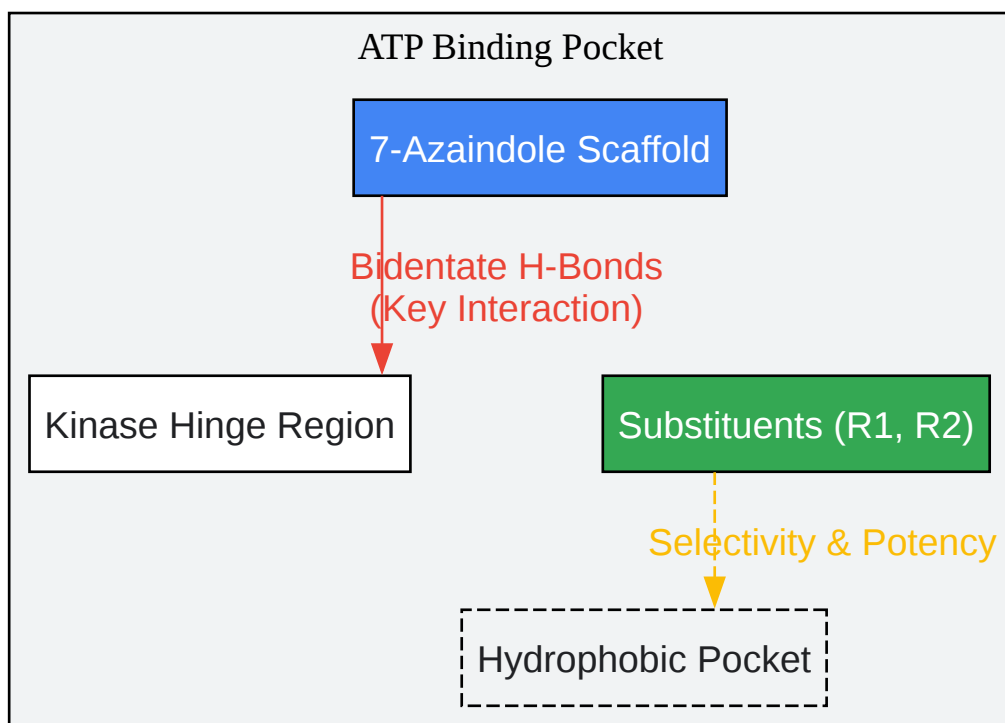 ATP Binding Pocket
7-Azaindole Scaffold
Bidentate H-Bonds
(Key Interaction)
Kinase Hinge Region
Substituents (R1, R2)
Selectivity & Potency
Hydrophobic Pocket